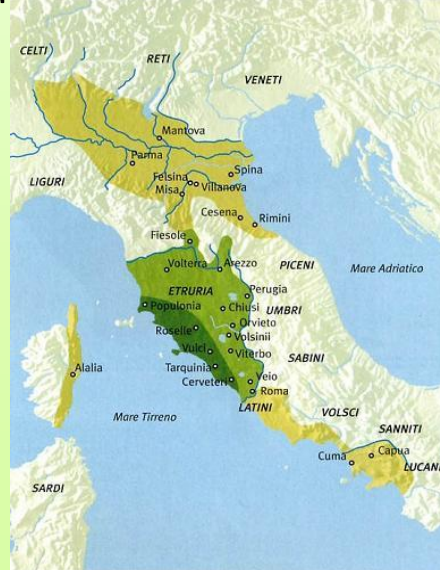 CELTI
RETI
VENETI
Mantova
Parma
Spina
Felsina
Villanova
Misa
LIGURI
Cesena
Rimini
Fiesole
Volterra
Arezzo
PICENI
Mare Adriatico
ETRURIA
Perugia
Populonia
Chiusi
UMBRI
Orvieto
Roselle
Volsinii
Vulci
Viterbo
SABINI
Tarquinia
Alalia
Veio
Cerveteri
Roma
LATINI
VOLSCI
Mare Tirreno
SANNITI
Capua
Cuma
LUCANI
SARDI